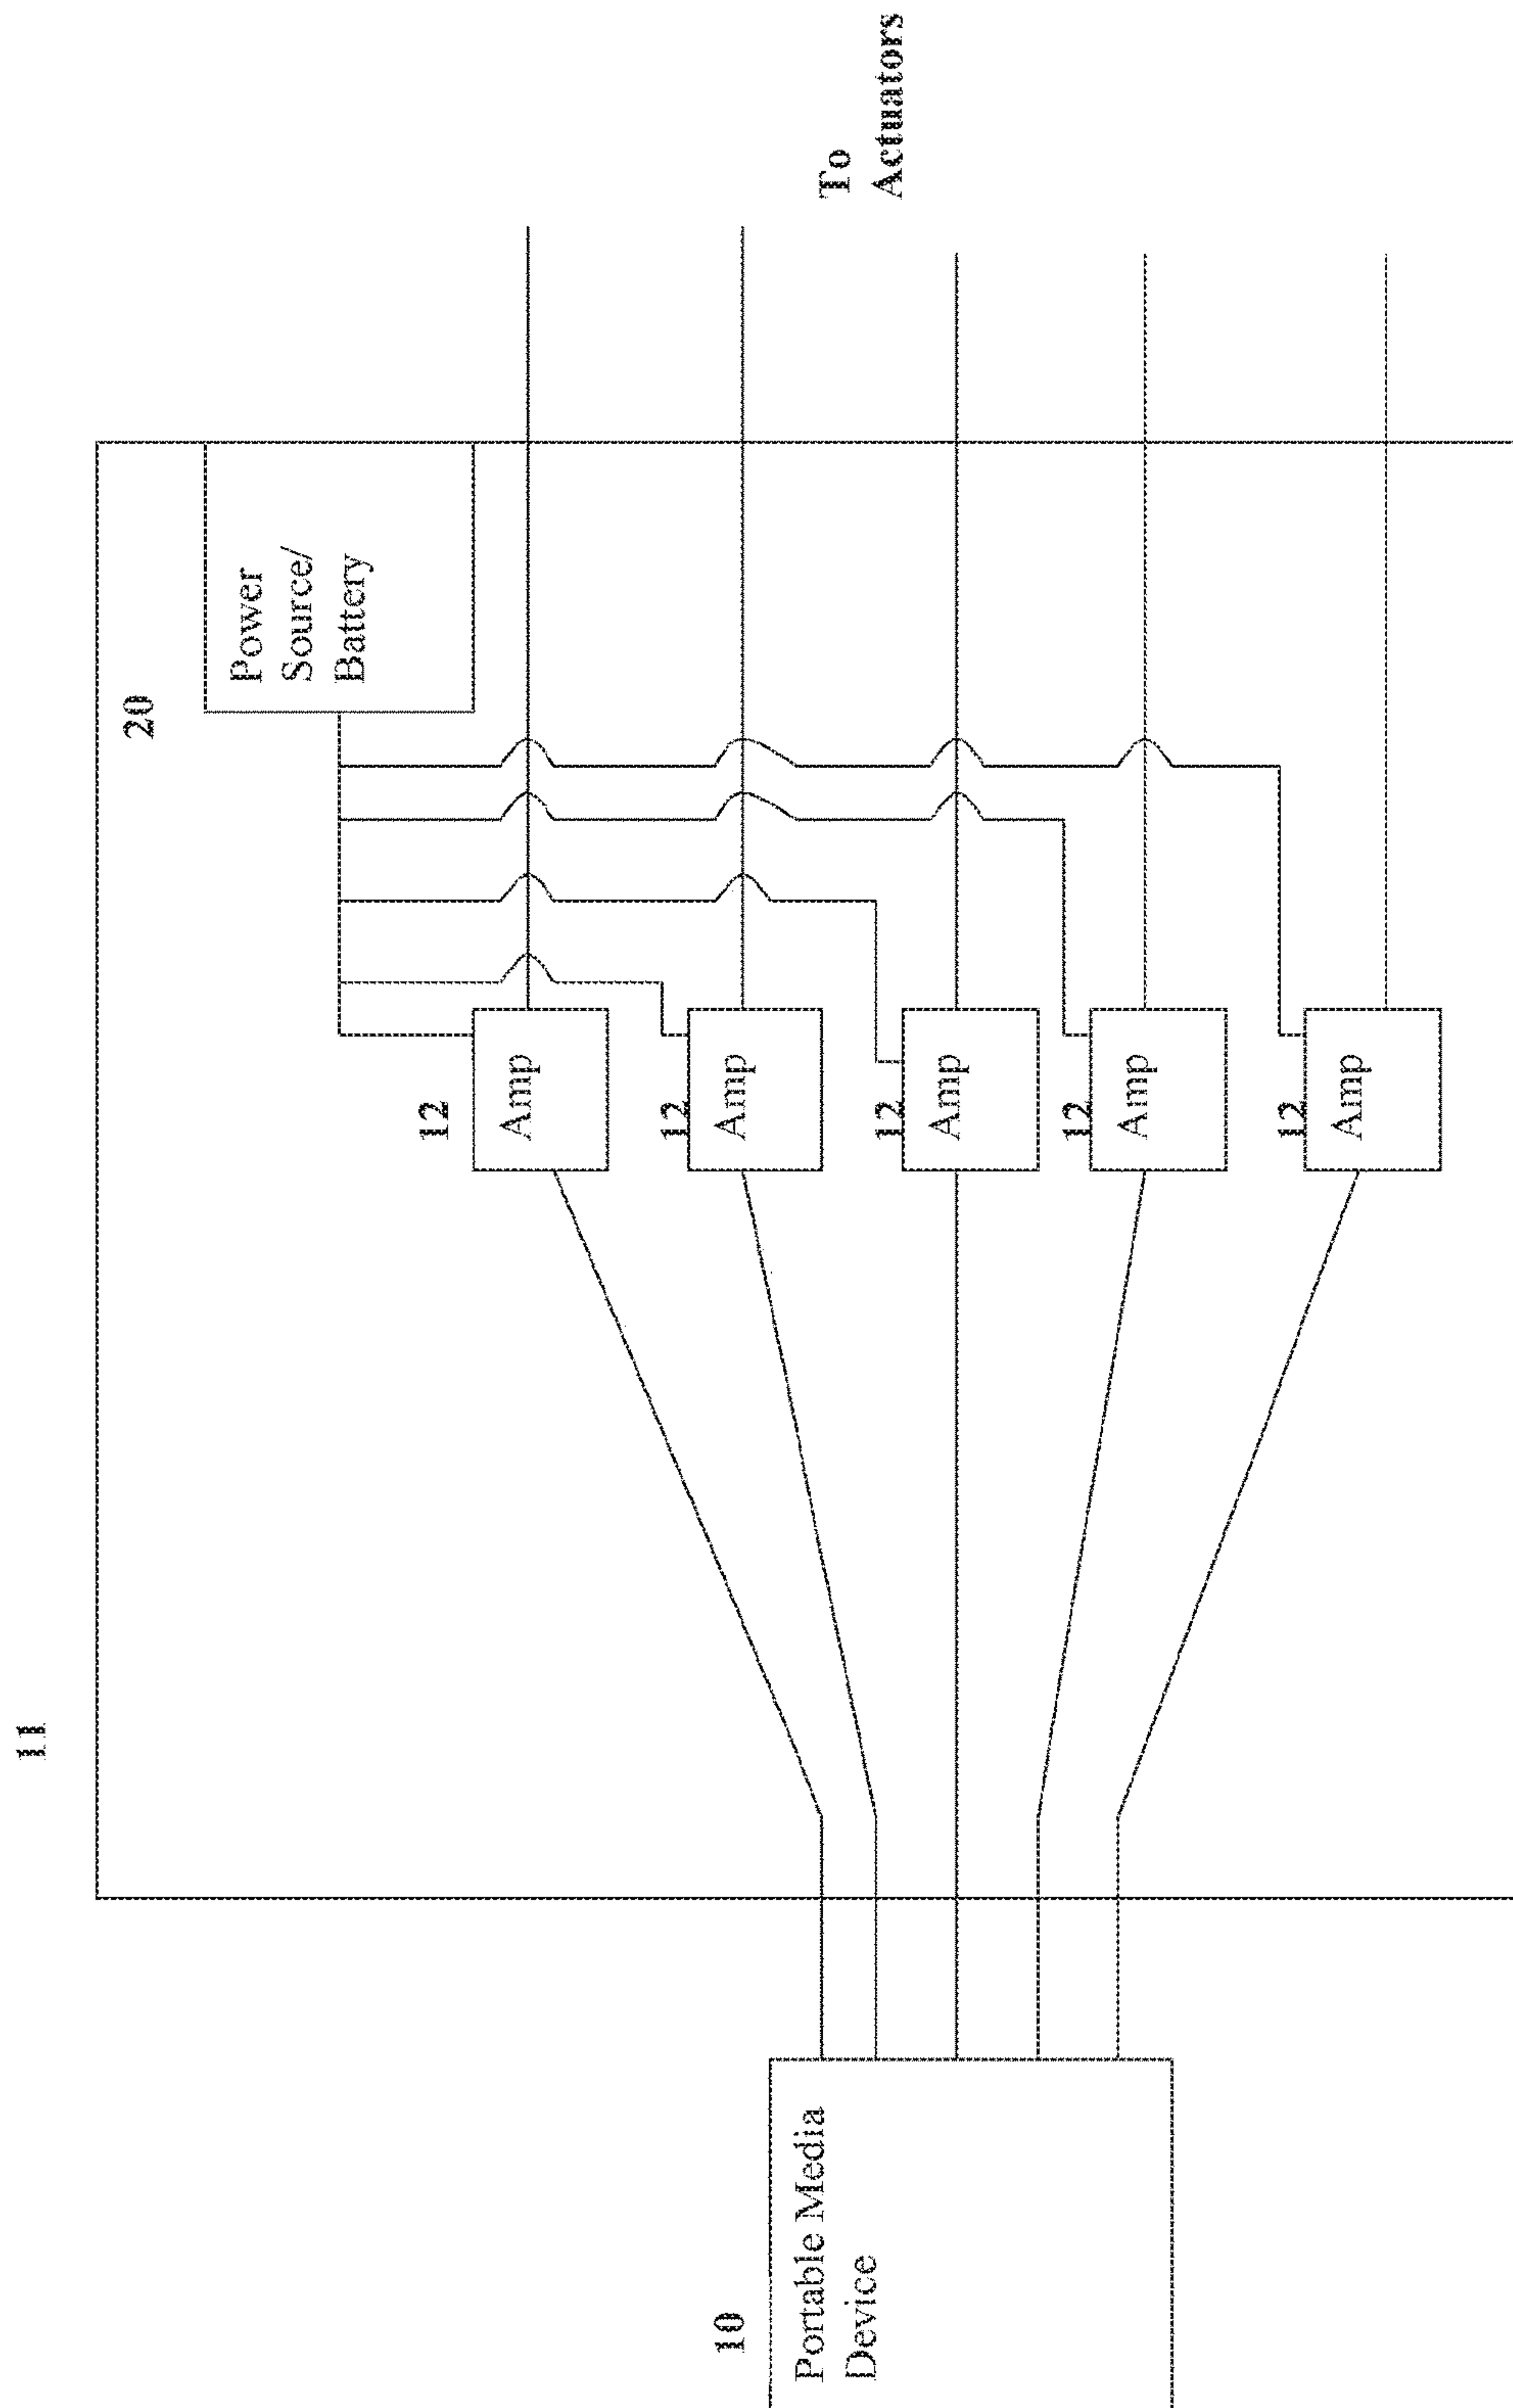 11
20
Power
Source/
Battery
12
Amp
12
Amp
12
Amp
12
Amp
12
Amp
10
Portable Media
Device
To
Actuators